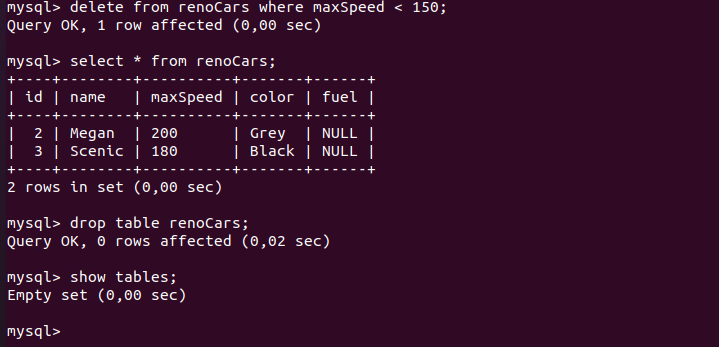 mysql> delete from renoCars where maxSpeed < 150;
Query OK, 1 row affected (0,00 sec)
mysql> select * from renoCars;
+----+--------+----------+-------+------+
| id | name   | maxSpeed | color | fuel |
+----+--------+----------+-------+------+
|  2 | Megan  | 200      | Grey  | NULL |
|  3 | Scenic | 180      | Black | NULL |
+----+--------+----------+-------+------+
2 rows in set (0,00 sec)
mysql> drop table renoCars;
Query OK, 0 rows affected (0,02 sec)
mysql> show tables;
Empty set (0,00 sec)
mysql>